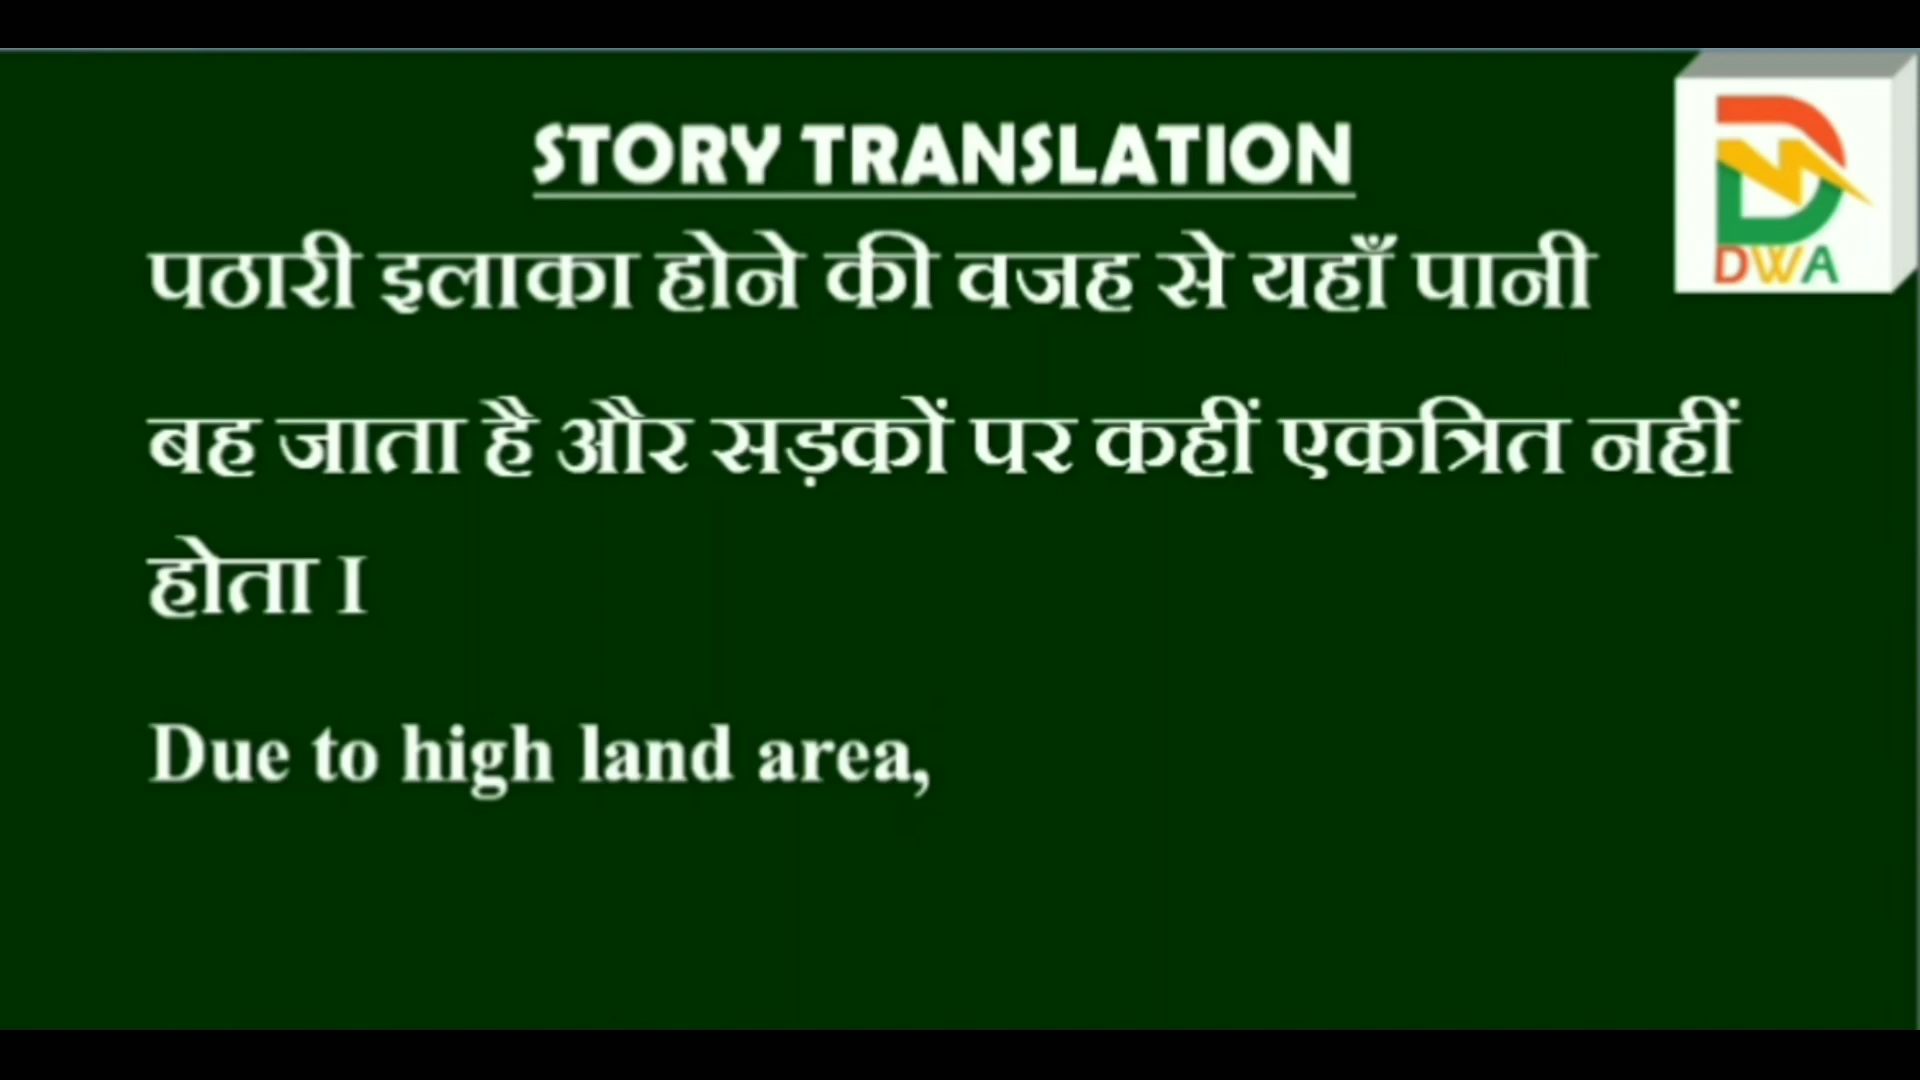 STORY TRANSLATION
पठारी इलाका होने की वजह से यहाँ पानी
बह जाता है और सड़कों पर कहीं एकत्रित नहीं
होता I
Due to high land area,
DWA